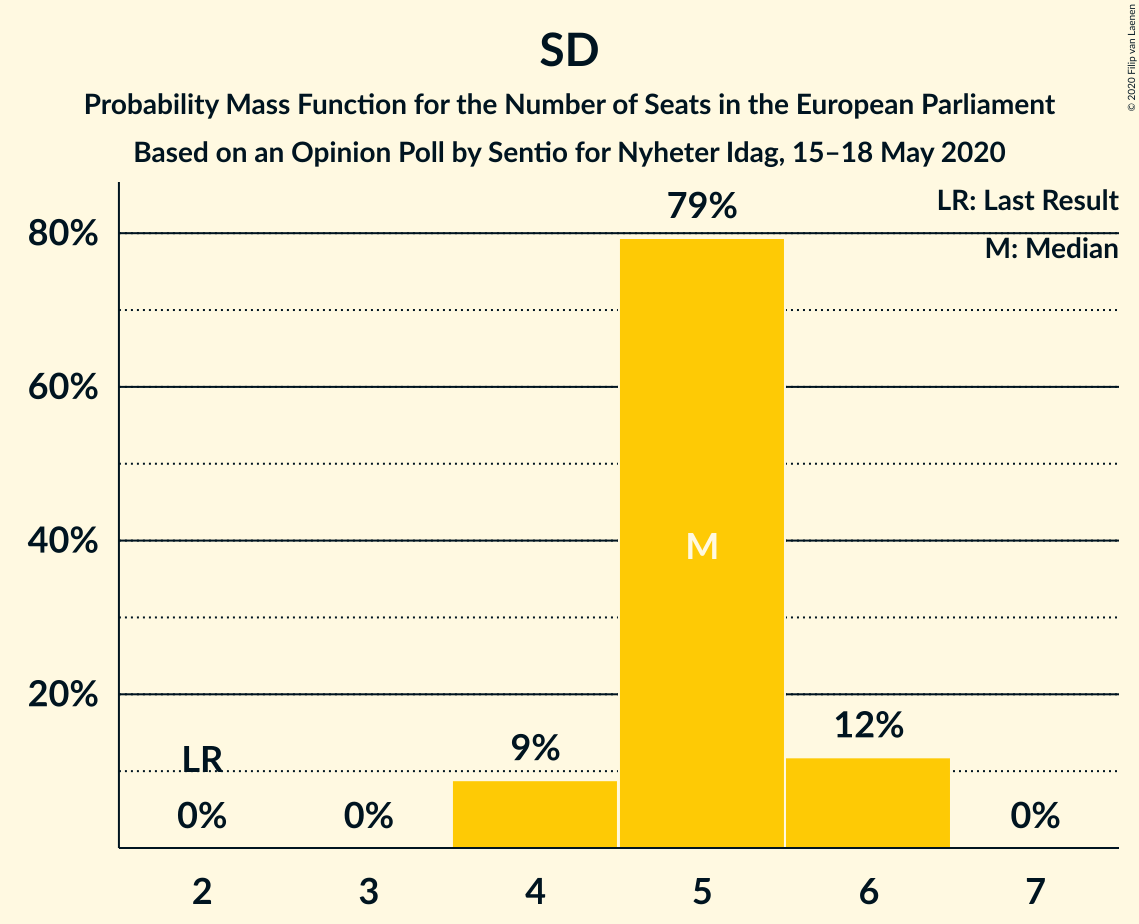 SD
Probability Mass Function for the Number of Seats in the European Parliament
Based on an Opinion Poll by Sentio for Nyheter Idag, 15–18 May 2020
© 2020 Filip van Laenen
LR: Last Result
M: Median
80%
60%
40%
20%
LR
0%
0%
9%
79%
M
12%
0%
2 3 4 5 6 7